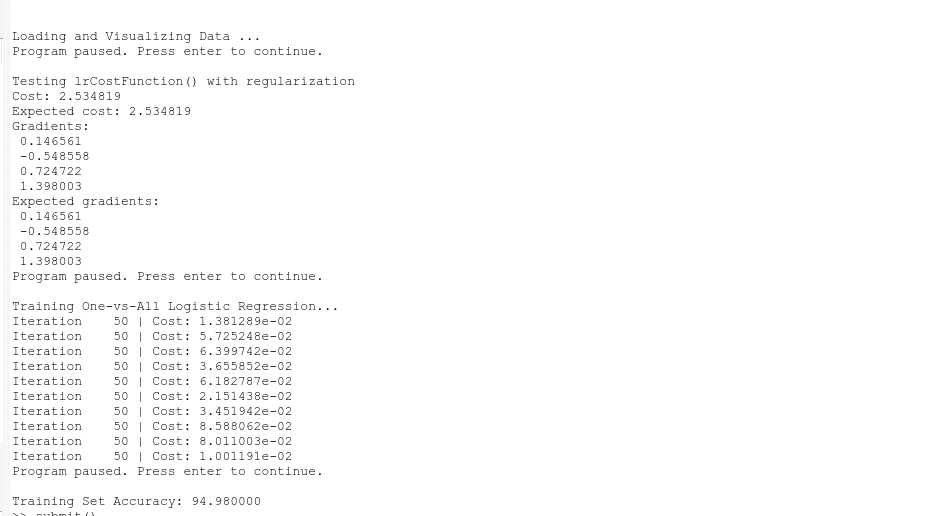 Loading and Visualizing Data ...
Program paused. Press enter to continue.
Testing lrCostFunction() with regularization
Cost: 2.534819
Expected cost: 2.534819
Gradients:
0.146561
-0.548558
0.724722
1.398003
Expected gradients:
0.146561
-0.548558
0.724722
1.398003
Program paused. Press enter to continue.
Training One-vs-All Logistic Regression...
Iteration    50 | Cost: 1.381289e-02
Iteration    50 | Cost: 5.725248e-02
Iteration    50 | Cost: 6.399742e-02
Iteration    50 | Cost: 3.655852e-02
Iteration    50 | Cost: 6.182787e-02
Iteration    50 | Cost: 2.151438e-02
Iteration    50 | Cost: 3.451942e-02
Iteration    50 | Cost: 8.588062e-02
Iteration    50 | Cost: 8.011003e-02
Iteration    50 | Cost: 1.001191e-02
Program paused. Press enter to continue.
Training Set Accuracy: 94.980000
>> submit()